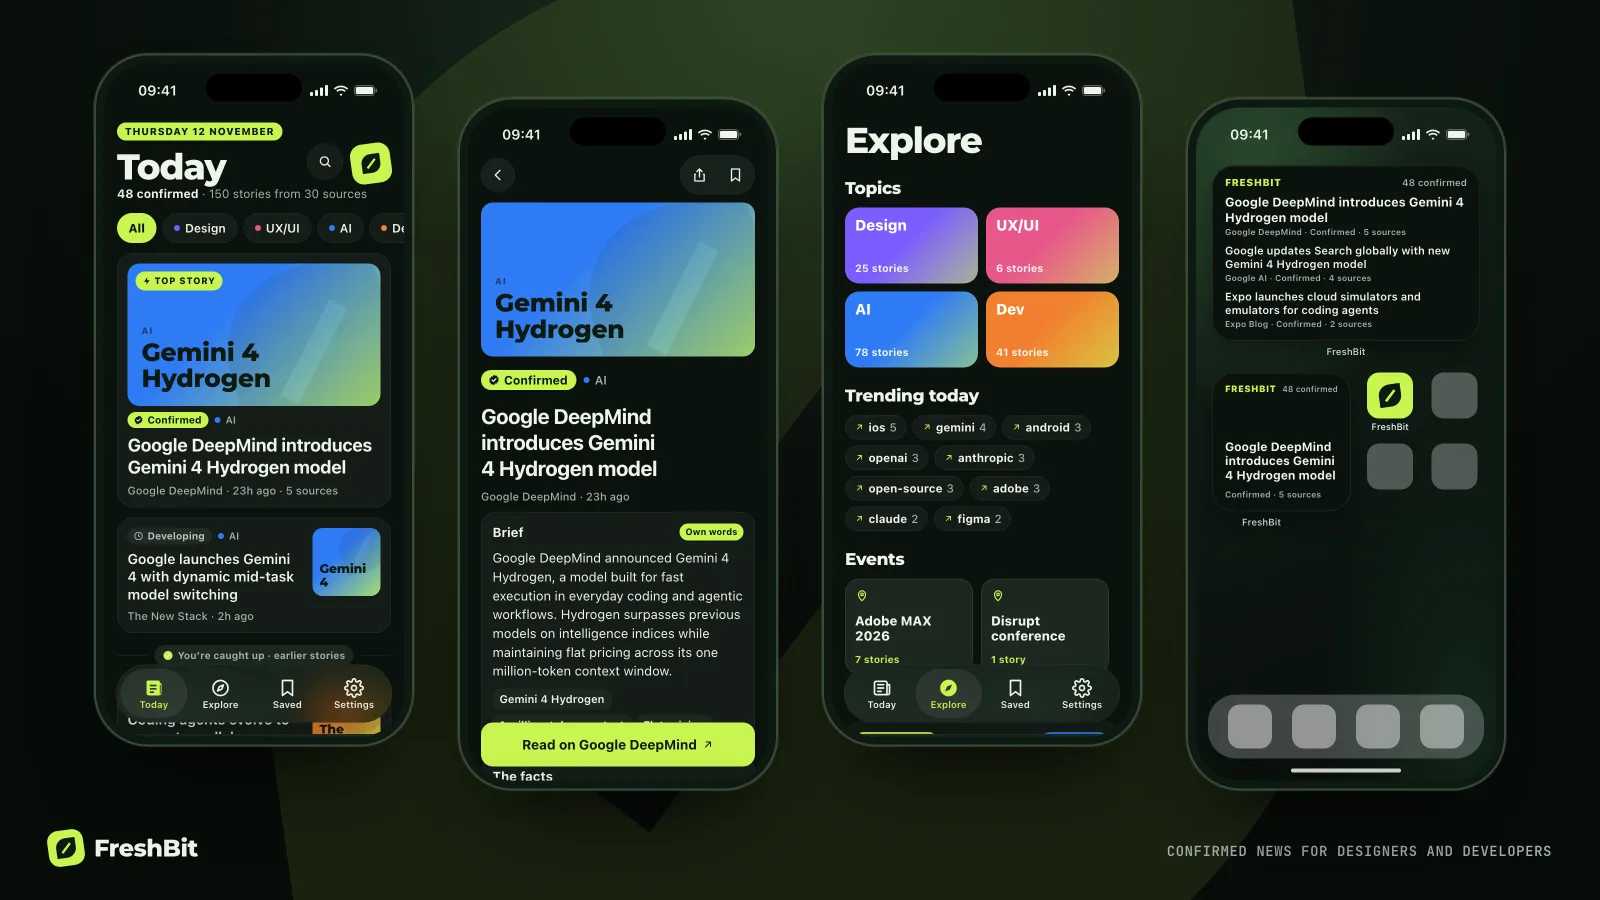 09:41
THURSDAY 12 NOVEMBER
Today
48 confirmed · 150 stories from 30 sources
All
Design
UX/UI
AI
De
TOP STORY
AI
Gemini 4
Hydrogen
Confirmed
AI
Google DeepMind introduces
Gemini 4 Hydrogen model
Google DeepMind · 23h ago · 5 sources
Developing
AI
Google launches Gemini
4 with dynamic mid-task
model switching
The New Stack · 2h ago
Gemini
4
You're caught up · earlier stories
Today
Explore
Saved
Settings
Coding agents evolve to
The
09:41
AI
Gemini 4
Hydrogen
Confirmed
AI
Google DeepMind
introduces Gemini
4 Hydrogen model
Google DeepMind · 23h ago
Brief
Own words
Google DeepMind announced Gemini 4
Hydrogen, a model built for fast
execution in everyday coding and agentic
workflows. Hydrogen surpasses previous
models on intelligence indices while
maintaining flat pricing across its one
million-token context window.
Gemini 4 Hydrogen
Read on Google DeepMind
The facts
09:41
Explore
Topics
Design
25 stories
UX/UI
6 stories
AI
78 stories
Dev
41 stories
Trending today
ios 5
gemini 4
android 3
openai 3
anthropic 3
open-source 3
adobe 3
claude 2
figma 2
Events
Adobe MAX
2026
7 stories
Disrupt
conference
1 story
Today
Explore
Saved
Settings
09:41
FRESHBIT
48 confirmed
Google DeepMind introduces Gemini 4
Hydrogen model
Google DeepMind · Confirmed · 5 sources
Google updates Search globally with new
Gemini 4 Hydrogen model
Google AI · Confirmed · 4 sources
Expo launches cloud simulators and
emulators for coding agents
Expo Blog · Confirmed · 2 sources
FreshBit
FRESHBIT
48 confirmed
Google DeepMind
introduces Gemini
4 Hydrogen model
Confirmed · 5 sources
FreshBit
FreshBit
FreshBit
CONFIRMED NEWS FOR DESIGNERS AND DEVELOPERS